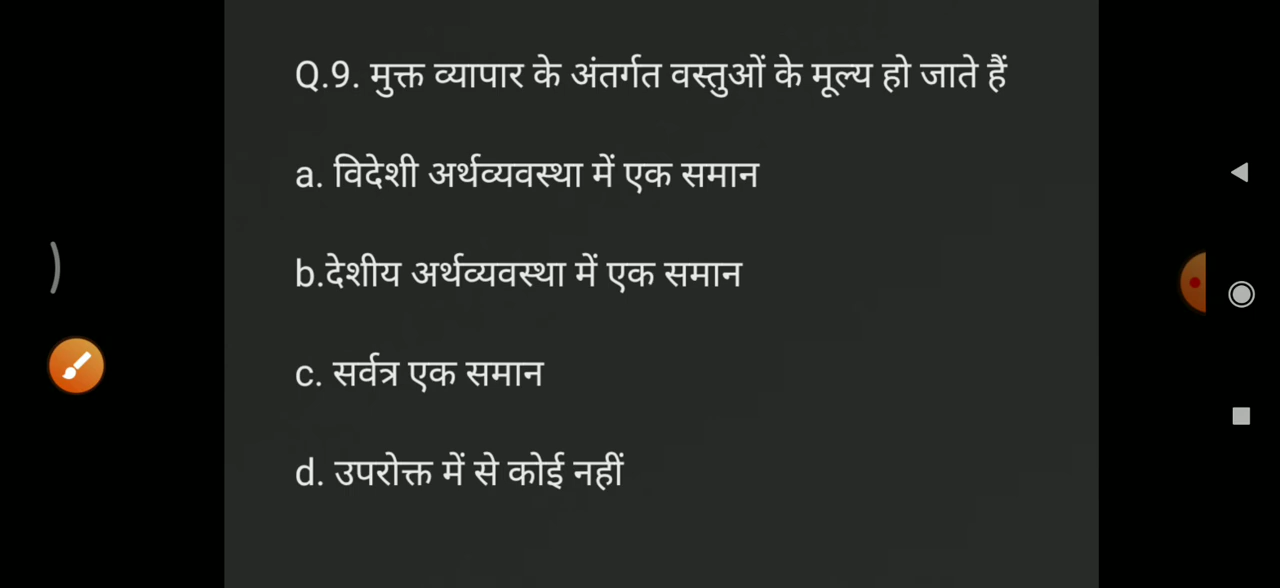 Q.9. मुक्त व्यापार के अंतर्गत वस्तुओं के मूल्य हो जाते हैं
a. विदेशी अर्थव्यवस्था में एक समान
b.देशीय अर्थव्यवस्था में एक समान
c. सर्वत्र एक समान
d. उपरोक्त में से कोई नहीं